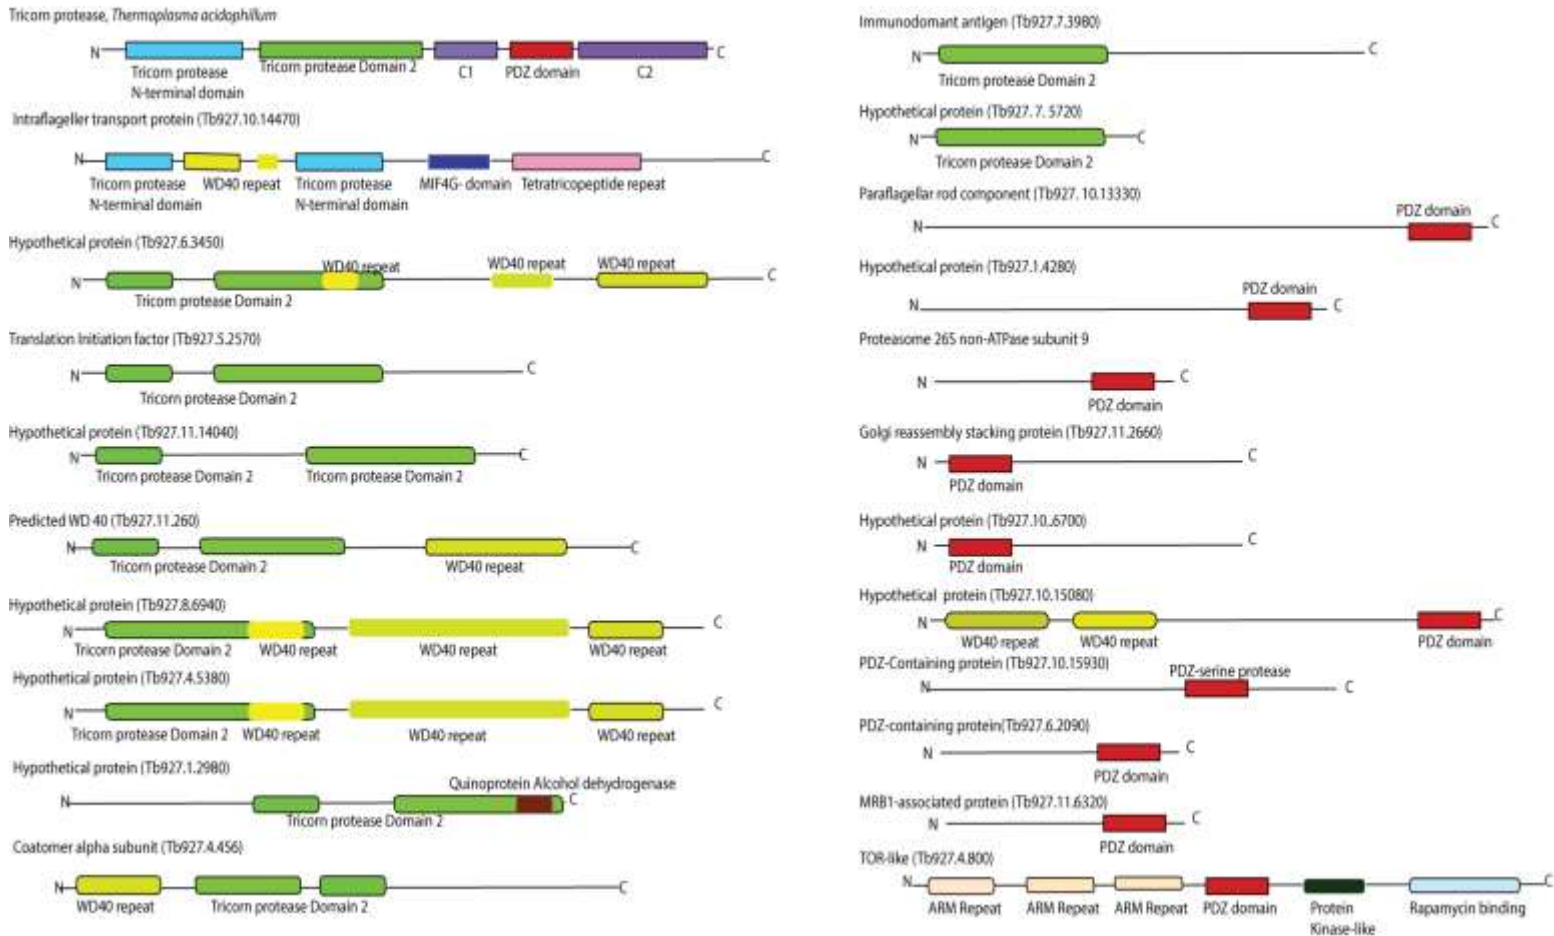 Tricorn protease, Thermoplasma acidophillum
N C
Tricorn protease Tricorn protease Domain 2 C1 PDZ domain C2
N-terminal domain
Intraflageller transport protein (Tb927.10.14470)
N C
Tricorn protease WD40 repeat Tricorn protease MIF4G- domain Tetratricopeptide repeat
N-terminal domain N-terminal domain
Hypothetical protein (Tb927.6.3450)
WD40 repeat WD40 repeat WD40 repeat
N C
Tricorn protease Domain 2
Translation Initiation factor (Tb927.5.2570)
N C
Tricorn protease Domain 2
Hypothetical protein (Tb927.11.14040)
N C
Tricorn protease Domain 2 Tricorn protease Domain 2
Predicted WD 40 (Tb927.11.260)
N C
Tricorn protease Domain 2 WD40 repeat
Hypothetical protein (Tb927.8.6940)
N C
Tricorn protease Domain 2 WD40 repeat WD40 repeat WD40 repeat
Hypothetical protein (Tb927.4.5380)
N C
Tricorn protease Domain 2 WD40 repeat WD40 repeat WD40 repeat
Hypothetical protein (Tb927.1.2980)
Quinoprotein Alcohol dehydrogenase
N C
Tricorn protease Domain 2
Coatomer alpha subunit (Tb927.4.456)
N C
WD40 repeat Tricorn protease Domain 2
Immunodomant antigen (Tb927.7.3980)
N C
Tricorn protease Domain 2
Hypothetical protein (Tb927.7. 5720)
N C
Tricorn protease Domain 2
Paraflagellar rod component (Tb927. 10.13330)
PDZ domain
N C
Hypothetical protein (Tb927.1.4280)
PDZ domain
N C
Proteasome 26S non-ATPase subunit 9
N C
PDZ domain
Golgi reassembly stacking protein (Tb927.11.2660)
N C
PDZ domain
Hypothetical protein (Tb927.10..6700)
N C
PDZ domain
Hypothetical protein (Tb927.10.15080)
N C
WD40 repeat WD40 repeat PDZ domain
PDZ-Containing protein (Tb927.10.15930)
PDZ-serine protease
N C
PDZ-containing protein(Tb927.6.2090)
N C
PDZ domain
MRB1-associated protein (Tb927.11.6320)
N C
PDZ domain
TOR-like (Tb927.4.800)
N C
ARM Repeat ARM Repeat ARM Repeat PDZ domain Protein Rapamycin binding
Kinase-like